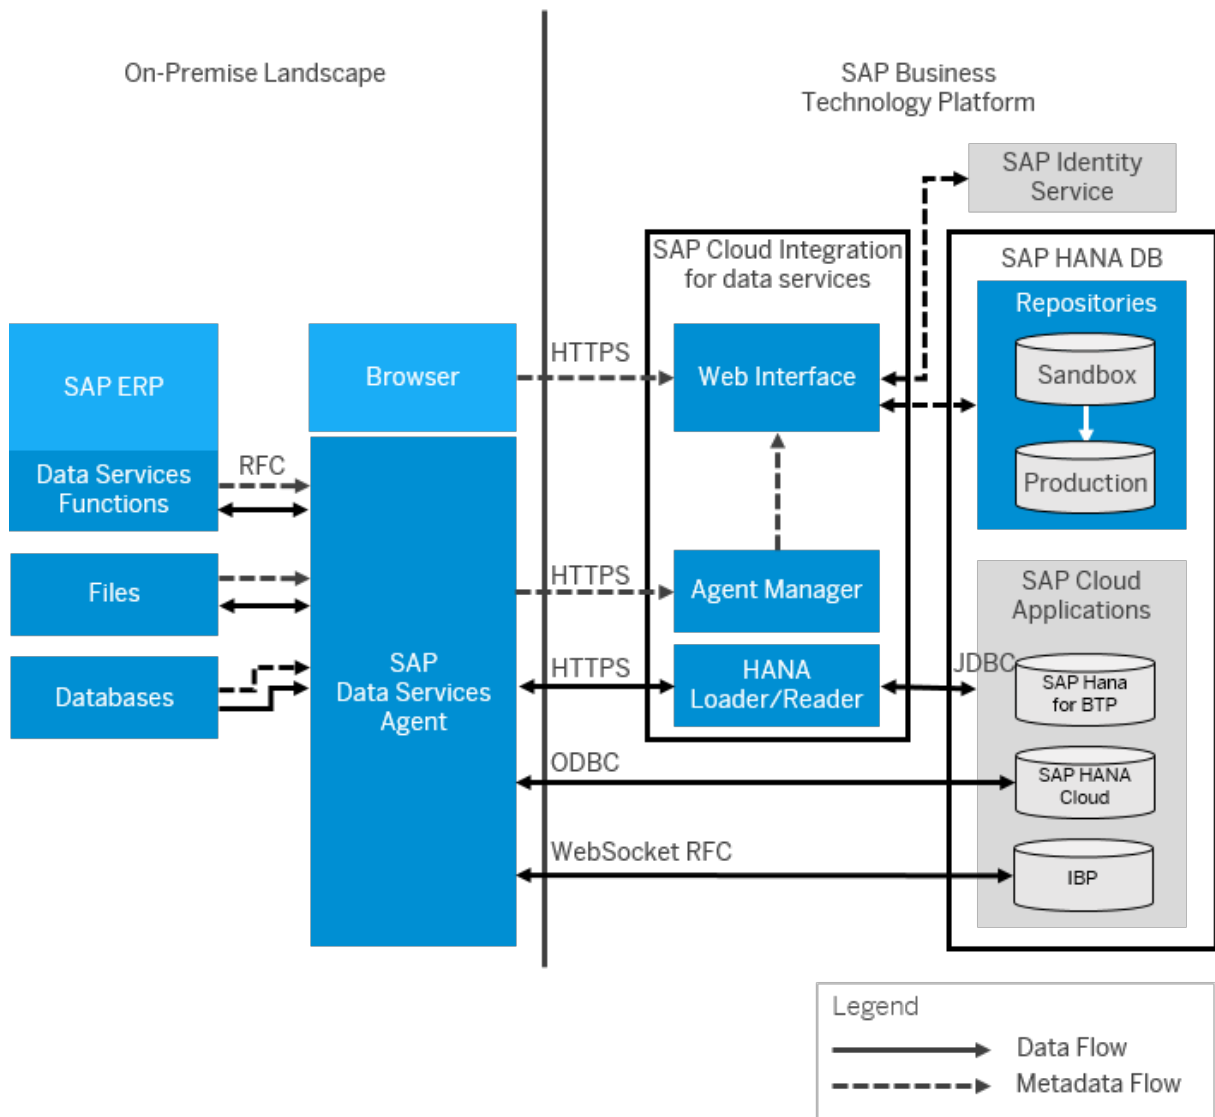 On-Premise Landscape
SAP Business
Technology Platform
SAP Identity
Service
SAP Cloud Integration
for data services
SAP HANA DB
Repositories
Sandbox
Production
SAP ERP
Data Services
Functions
RFC
Browser
HTTPS
Web Interface
Files
HTTPS
Agent Manager
SAP Cloud
Applications
Databases
SAP
Data Services
Agent
HTTPS
HANA
Loader/Reader
JDBC
SAP Hana
for BTP
ODBC
SAP HANA
Cloud
WebSocket RFC
IBP
Legend
Data Flow
Metadata Flow